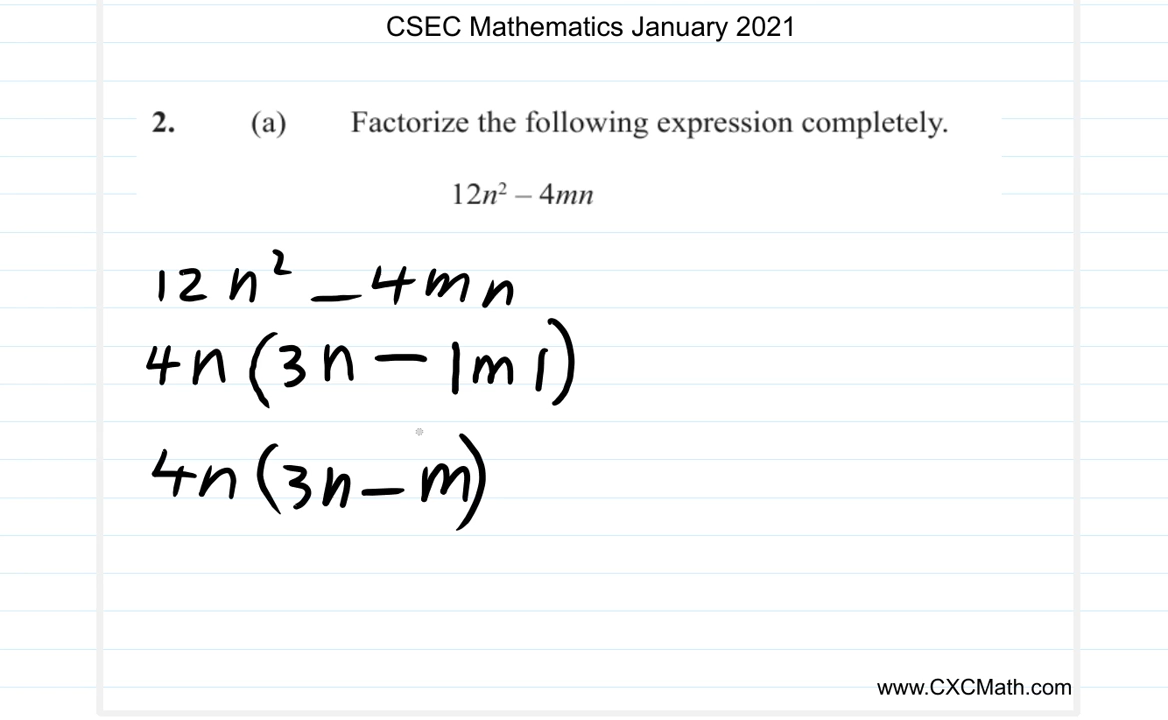 CSEC Mathematics January 2021
2. (a) Factorize the following expression completely.
12n² – 4mn
12n² – 4mn
4n(3n – 1m1)
4n(3n – m)
www.CXCMath.com